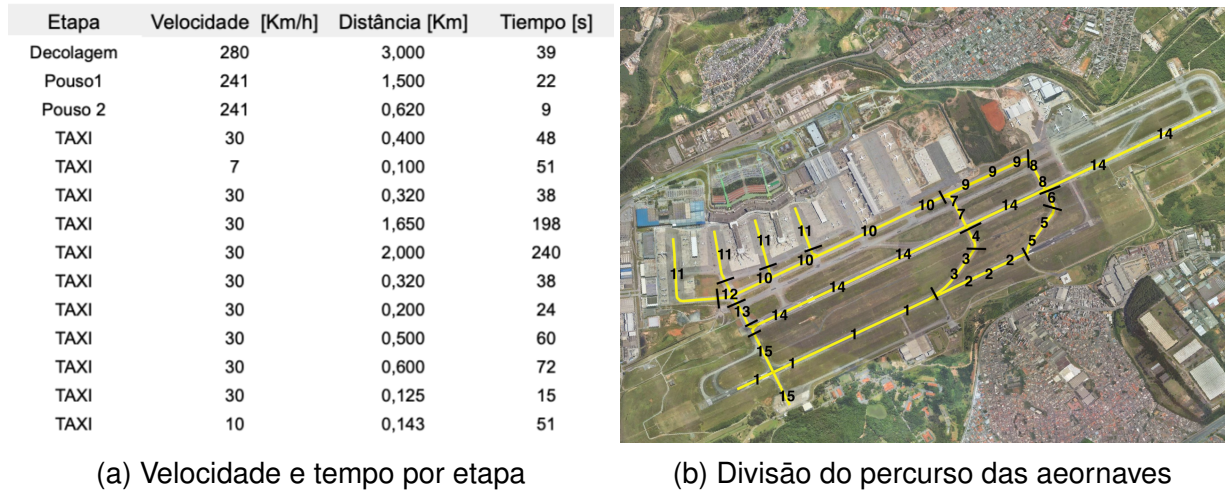 Etapa Velocidade [Km/h] Distância [Km] Tiempo [s]
Decolagem 280 3,000 39
Pouso1 241 1,500 22
Pouso 2 241 0,620 9
TAXI 30 0,400 48
TAXI 7 0,100 51
TAXI 30 0,320 38
TAXI 30 1,650 198
TAXI 30 2,000 240
TAXI 30 0,320 38
TAXI 30 0,200 24
TAXI 30 0,500 60
TAXI 30 0,600 72
TAXI 30 0,125 15
TAXI 10 0,143 51
14
9
9 8
9 14
8
7 14 6
10 7 5
11 10 4 5
11 14 3 2
11 11 10 3 2
12 14 1
13 14
15 1
1
15
(a) Velocidade e tempo por etapa
(b) Divisão do percurso das aeornaves